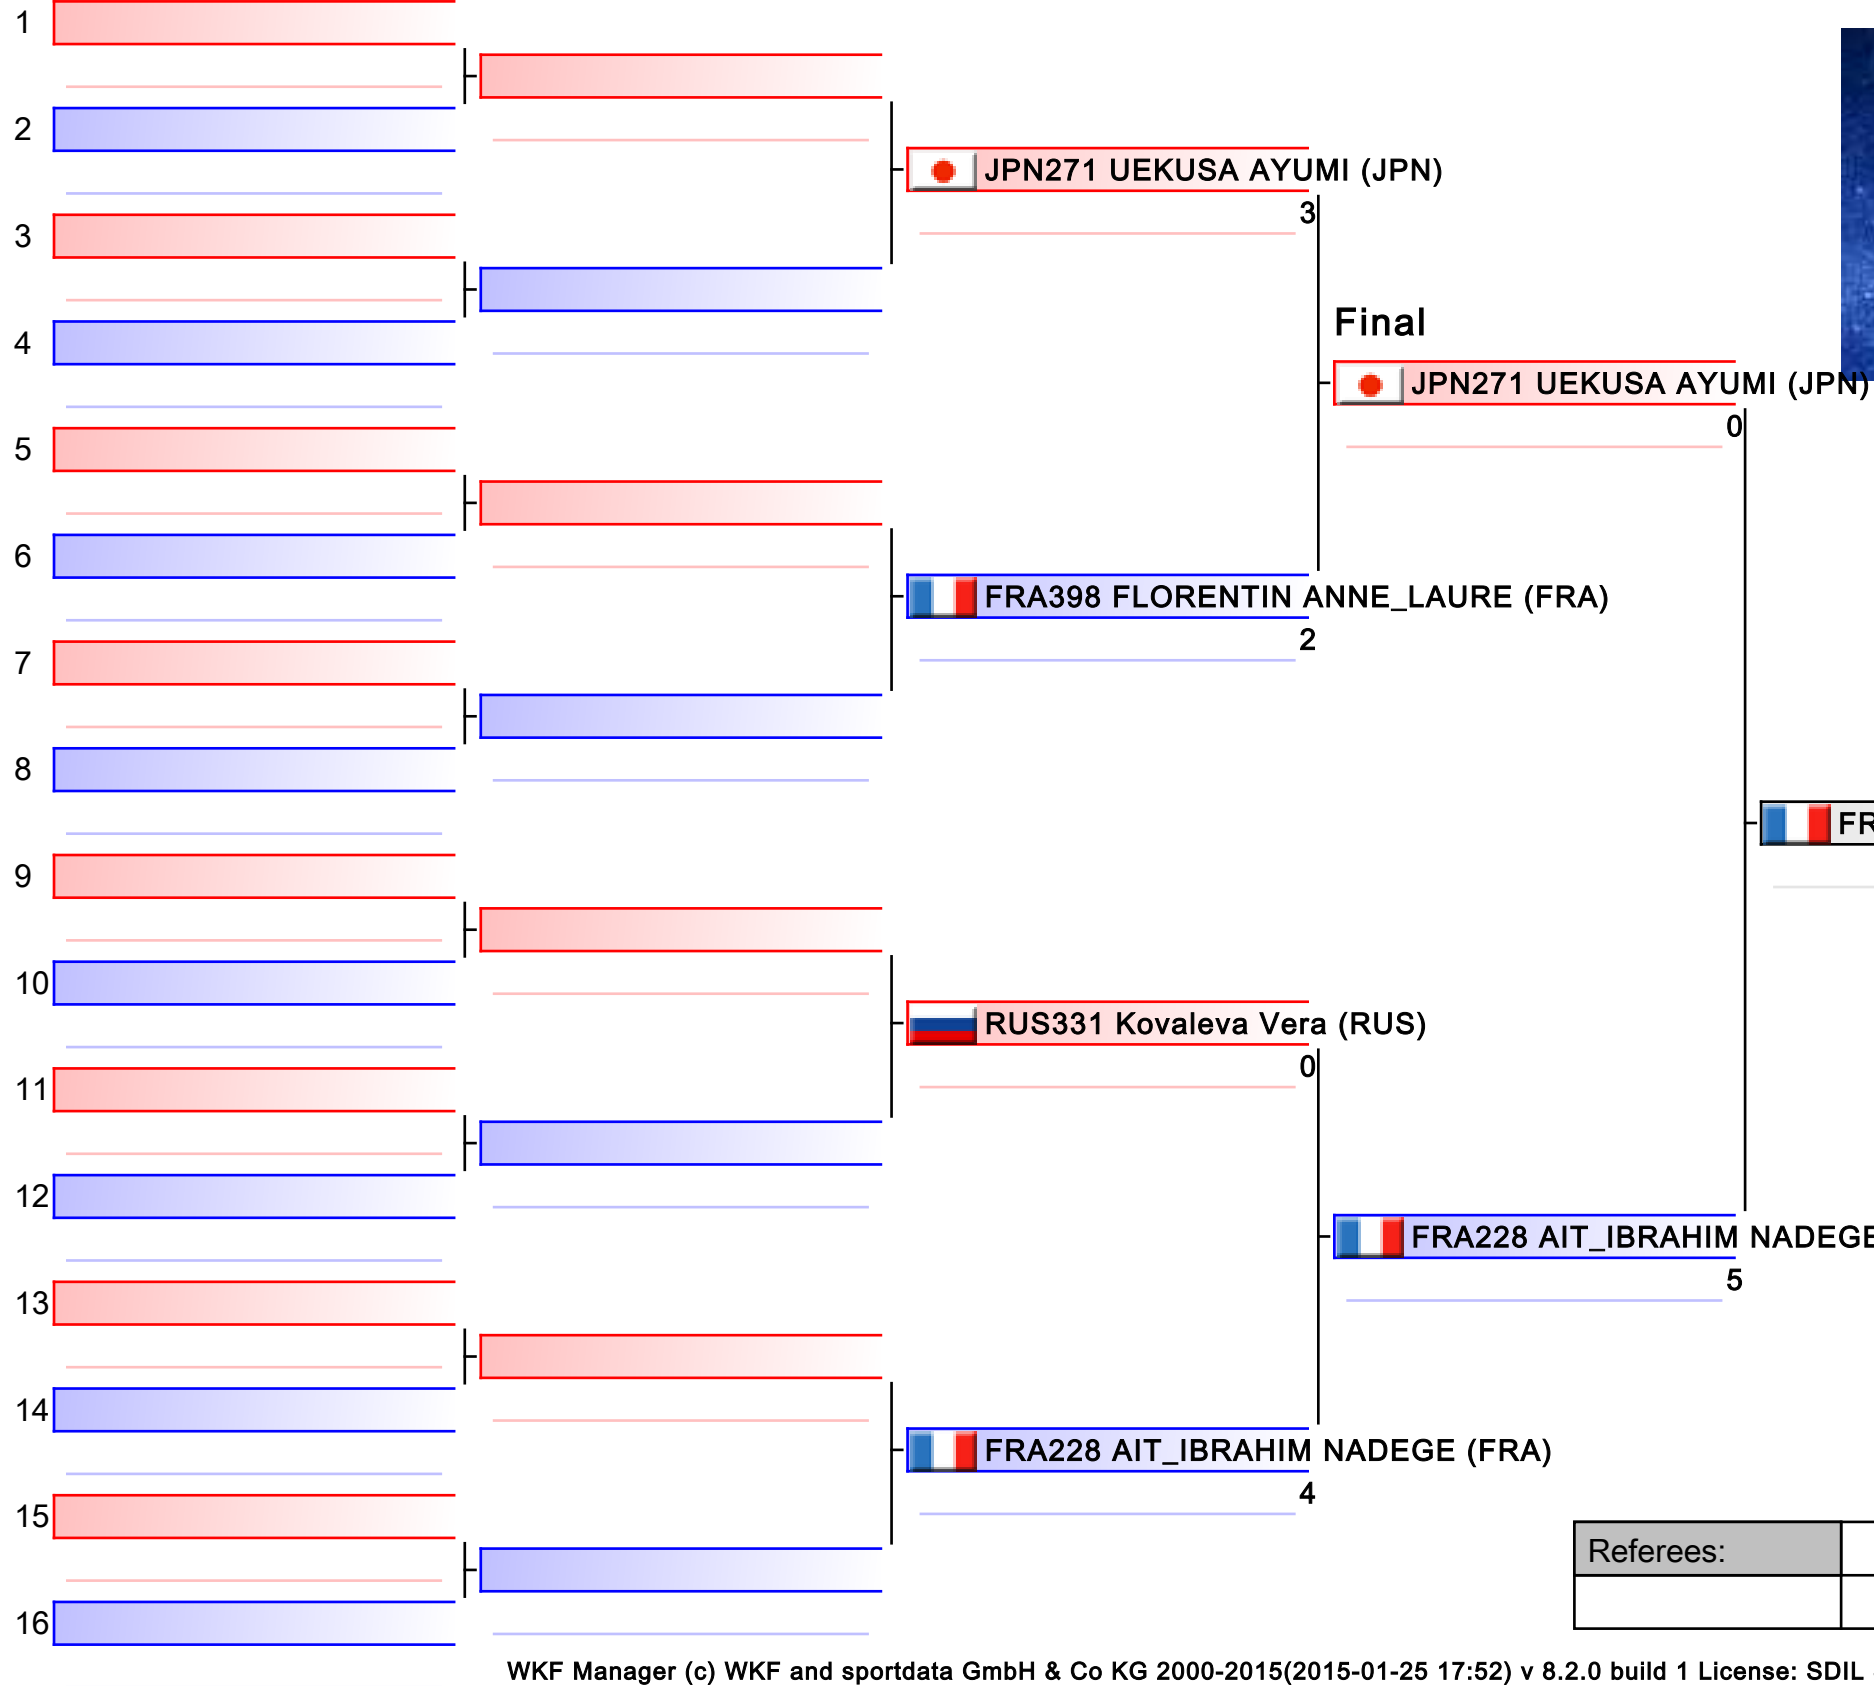 1
2
JPN271 UEKUSA AYUMI (JPN)
3
3
Final
4
JPN271 UEKUSA AYUMI (JPN)
0
5
6
FRA398 FLORENTIN ANNE_LAURE (FRA)
2
7
8
FR
9
10
RUS331 Kovaleva Vera (RUS)
0
11
12
FRA228 AIT_IBRAHIM NADEGE
5
13
14
FRA228 AIT_IBRAHIM NADEGE (FRA)
4
15
Referees:
16
WKF Manager (c) WKF and sportdata GmbH & Co KG 2000-2015(2015-01-25 17:52) v 8.2.0 build 1 License: SDIL